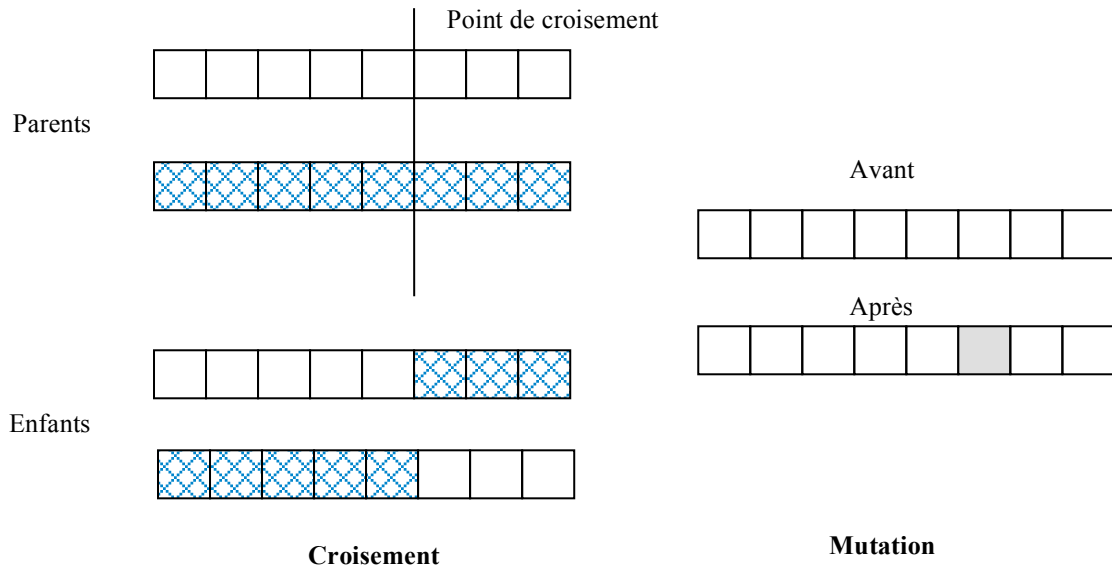 Point de croisement
Parents
Avant
Après
Enfants
Croisement
Mutation